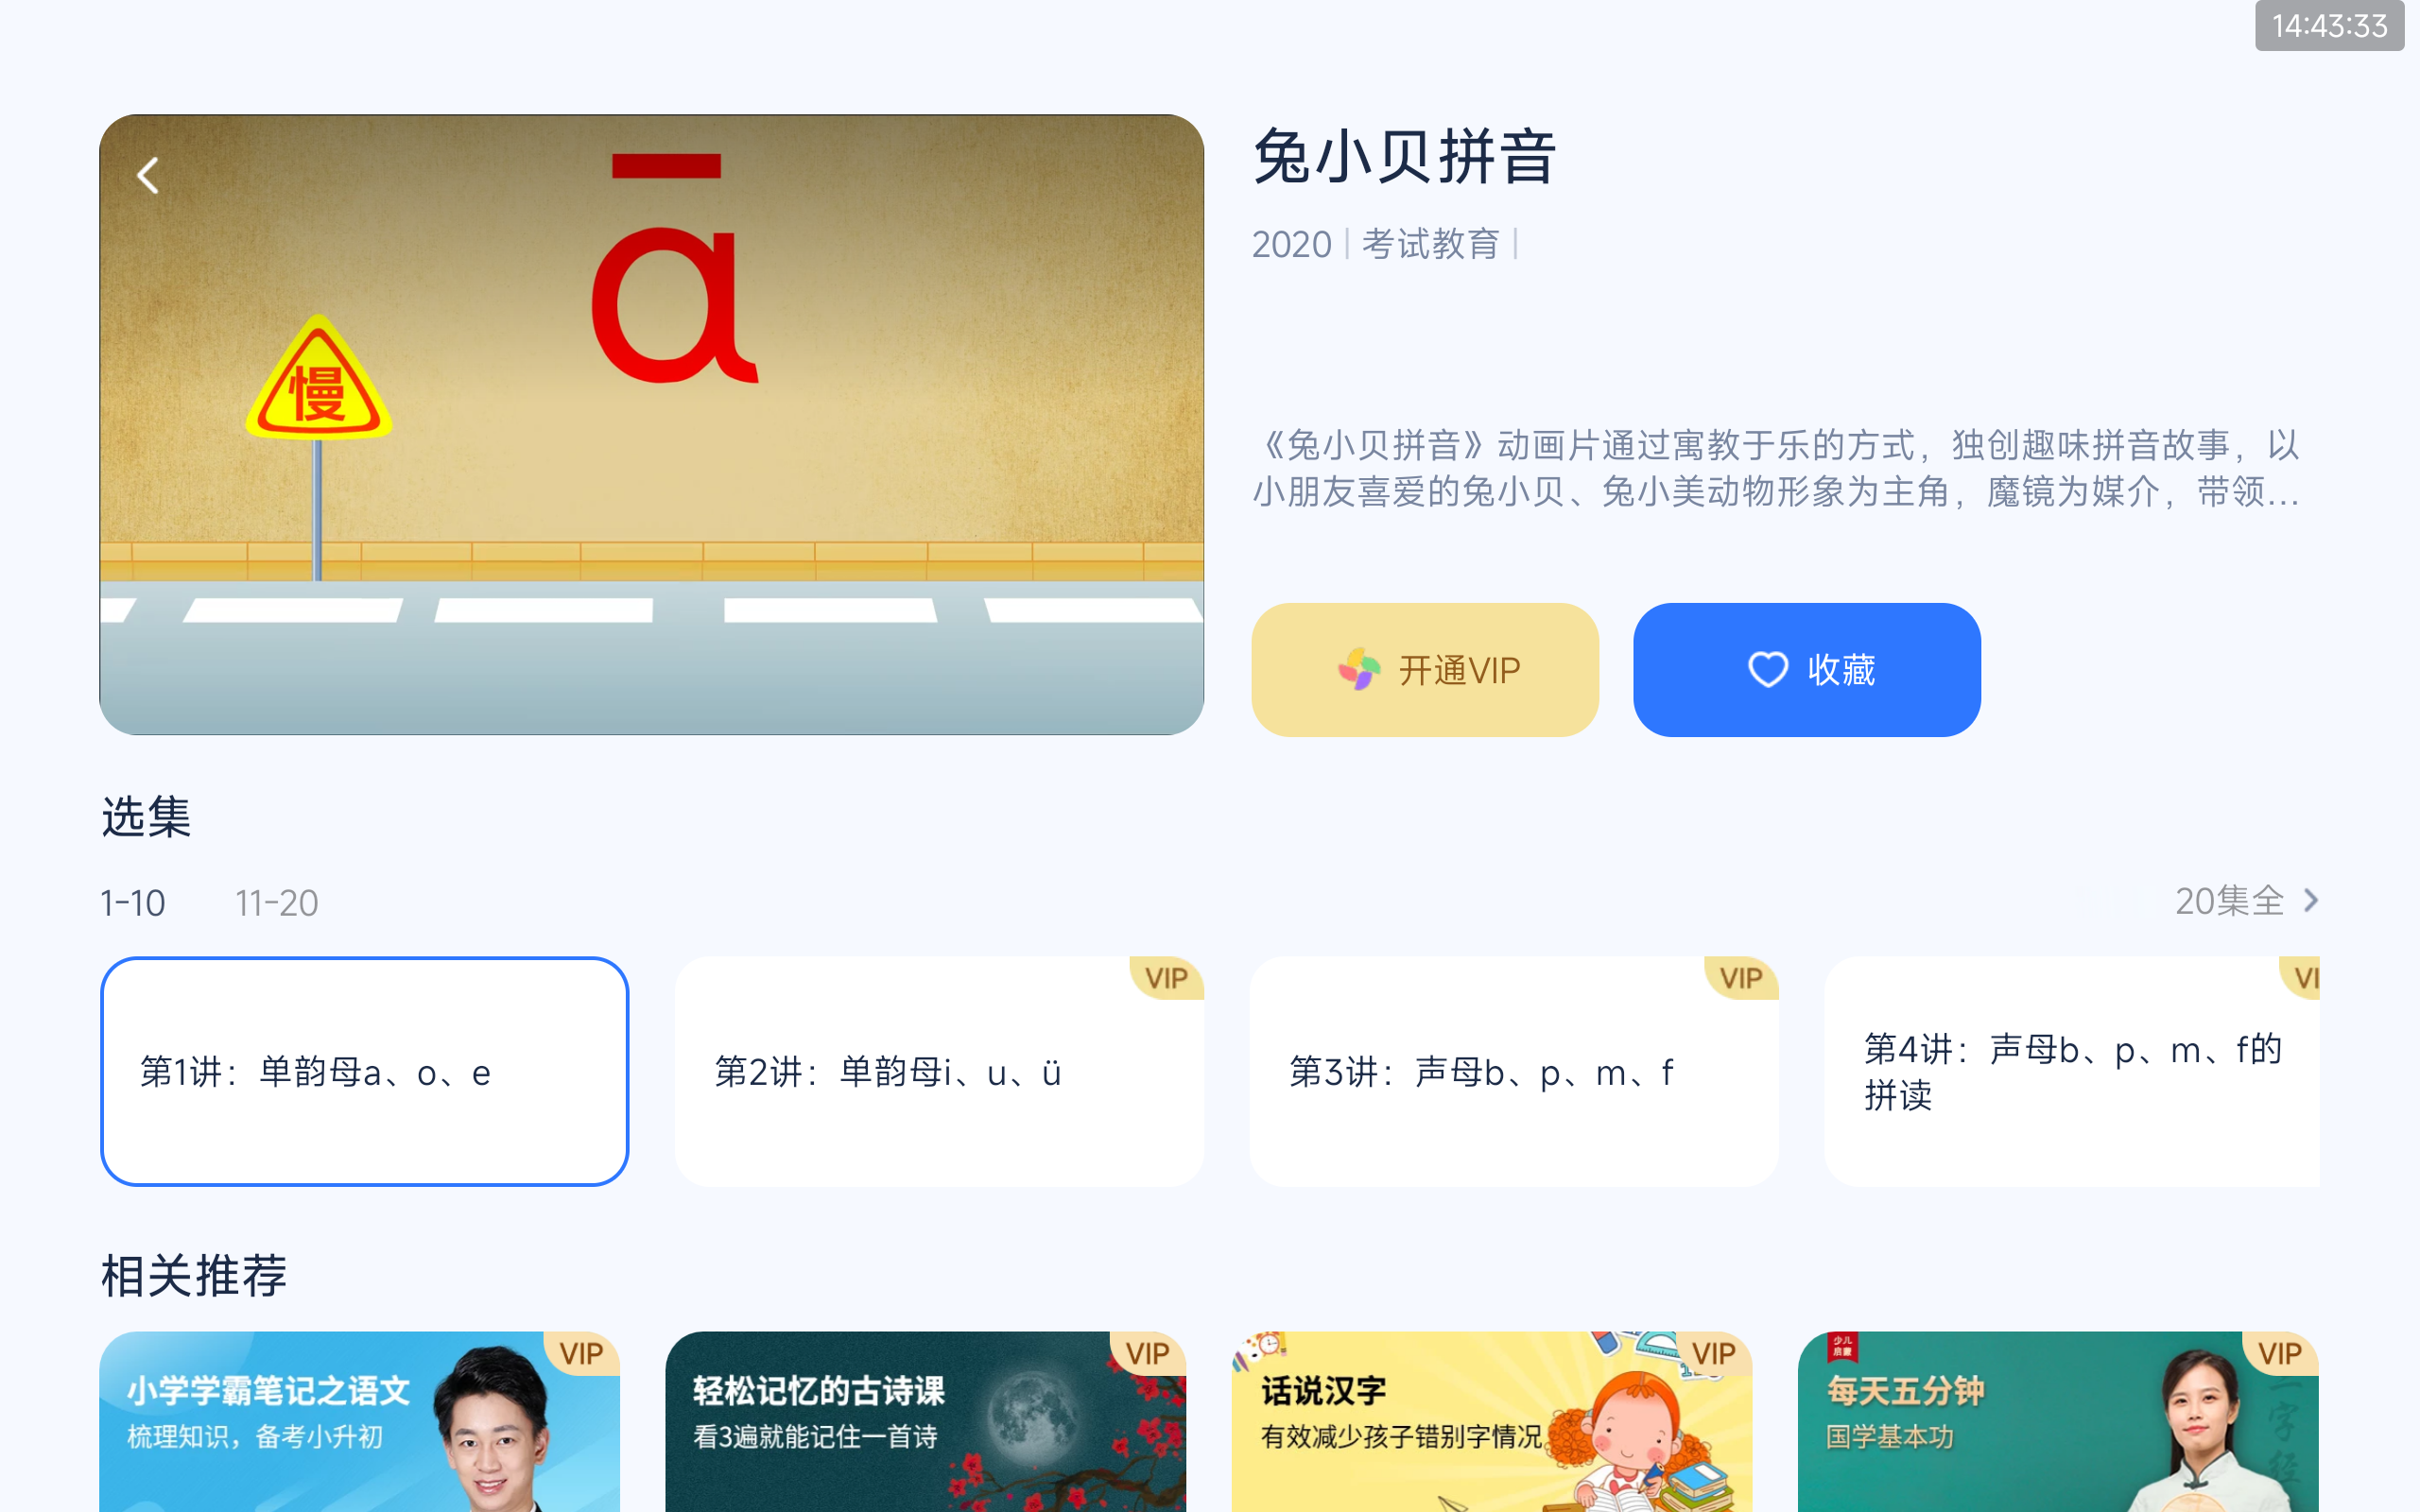 14:43:33
ā
慢
兔小贝拼音
2020 | 考试教育 |
《兔小贝拼音》动画片通过寓教于乐的方式，独创趣味拼音故事，以
小朋友喜爱的兔小贝、兔小美动物形象为主角，魔镜为媒介，带领...
开通VIP
收藏
选集
1-10
11-20
20集全
VIP
VIP
VI
第1讲：单韵母a、o、e
第2讲：单韵母i、u、ü
第3讲：声母b、p、m、f
第4讲：声母b、p、m、f的
拼读
相关推荐
VIP
小学学霸笔记之语文
梳理知识，备考小升初
VIP
轻松记忆的古诗课
看3遍就能记住一首诗
VIP
话说汉字
有效减少孩子错别字情况
少儿
启蒙
VIP
每天五分钟
国学基本功
字
径